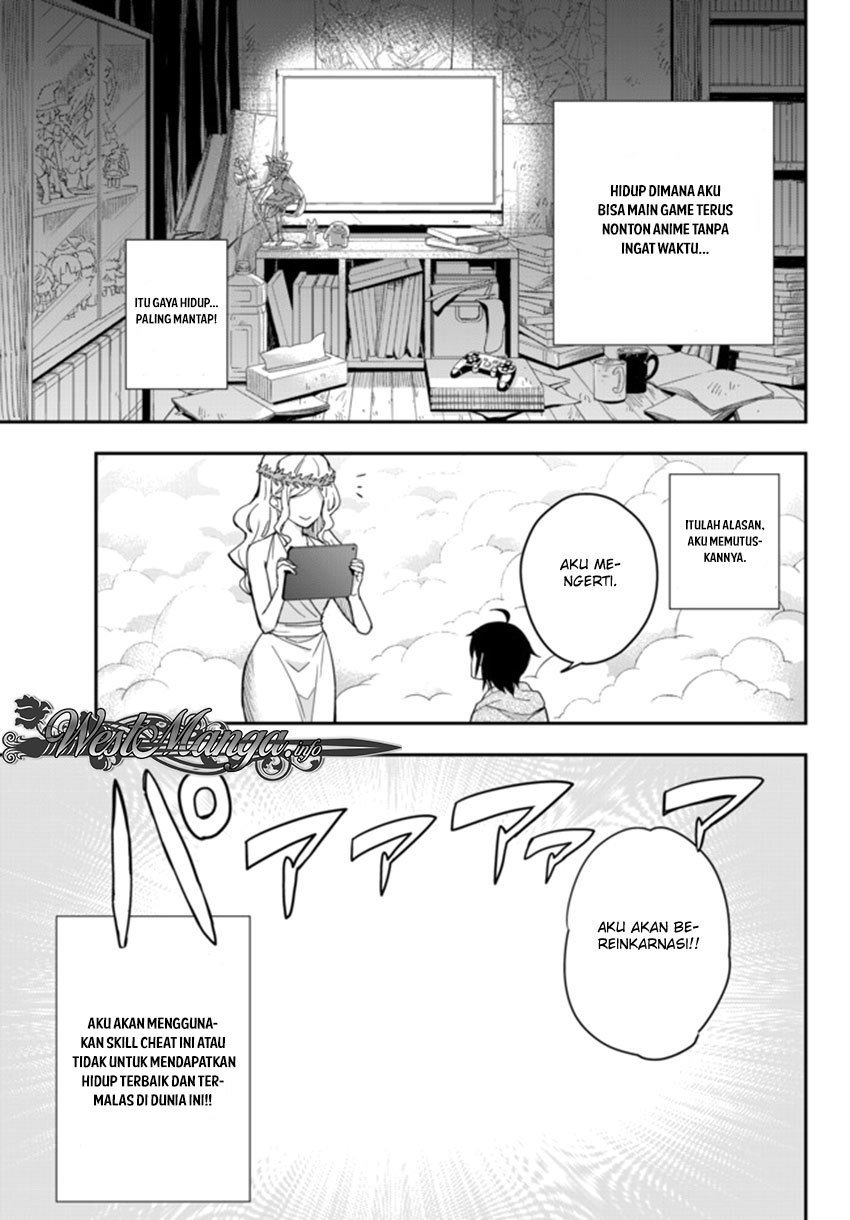 HIDUP DIMANA AKU
BISA MAIN GAME TERUS
NONTON ANIME TANPA
INGAT WAKTU...
ITU GAYA HIDUP...
PALING MANTAP!
ITULAH ALASAN,
AKU MEMUTUS-
KANNYA.
AKU ME-
NGERTI.
WestManga.info
パァァァァ
AKU AKAN BE-
REINKARNASI!!
AKU AKAN MENGGUNA-
KAN SKILL CHEAT INI ATAU
TIDAK UNTUK MENDAPATKAN
HIDUP TERBAIK DAN TER-
MALAS DI DUNIA INI!!